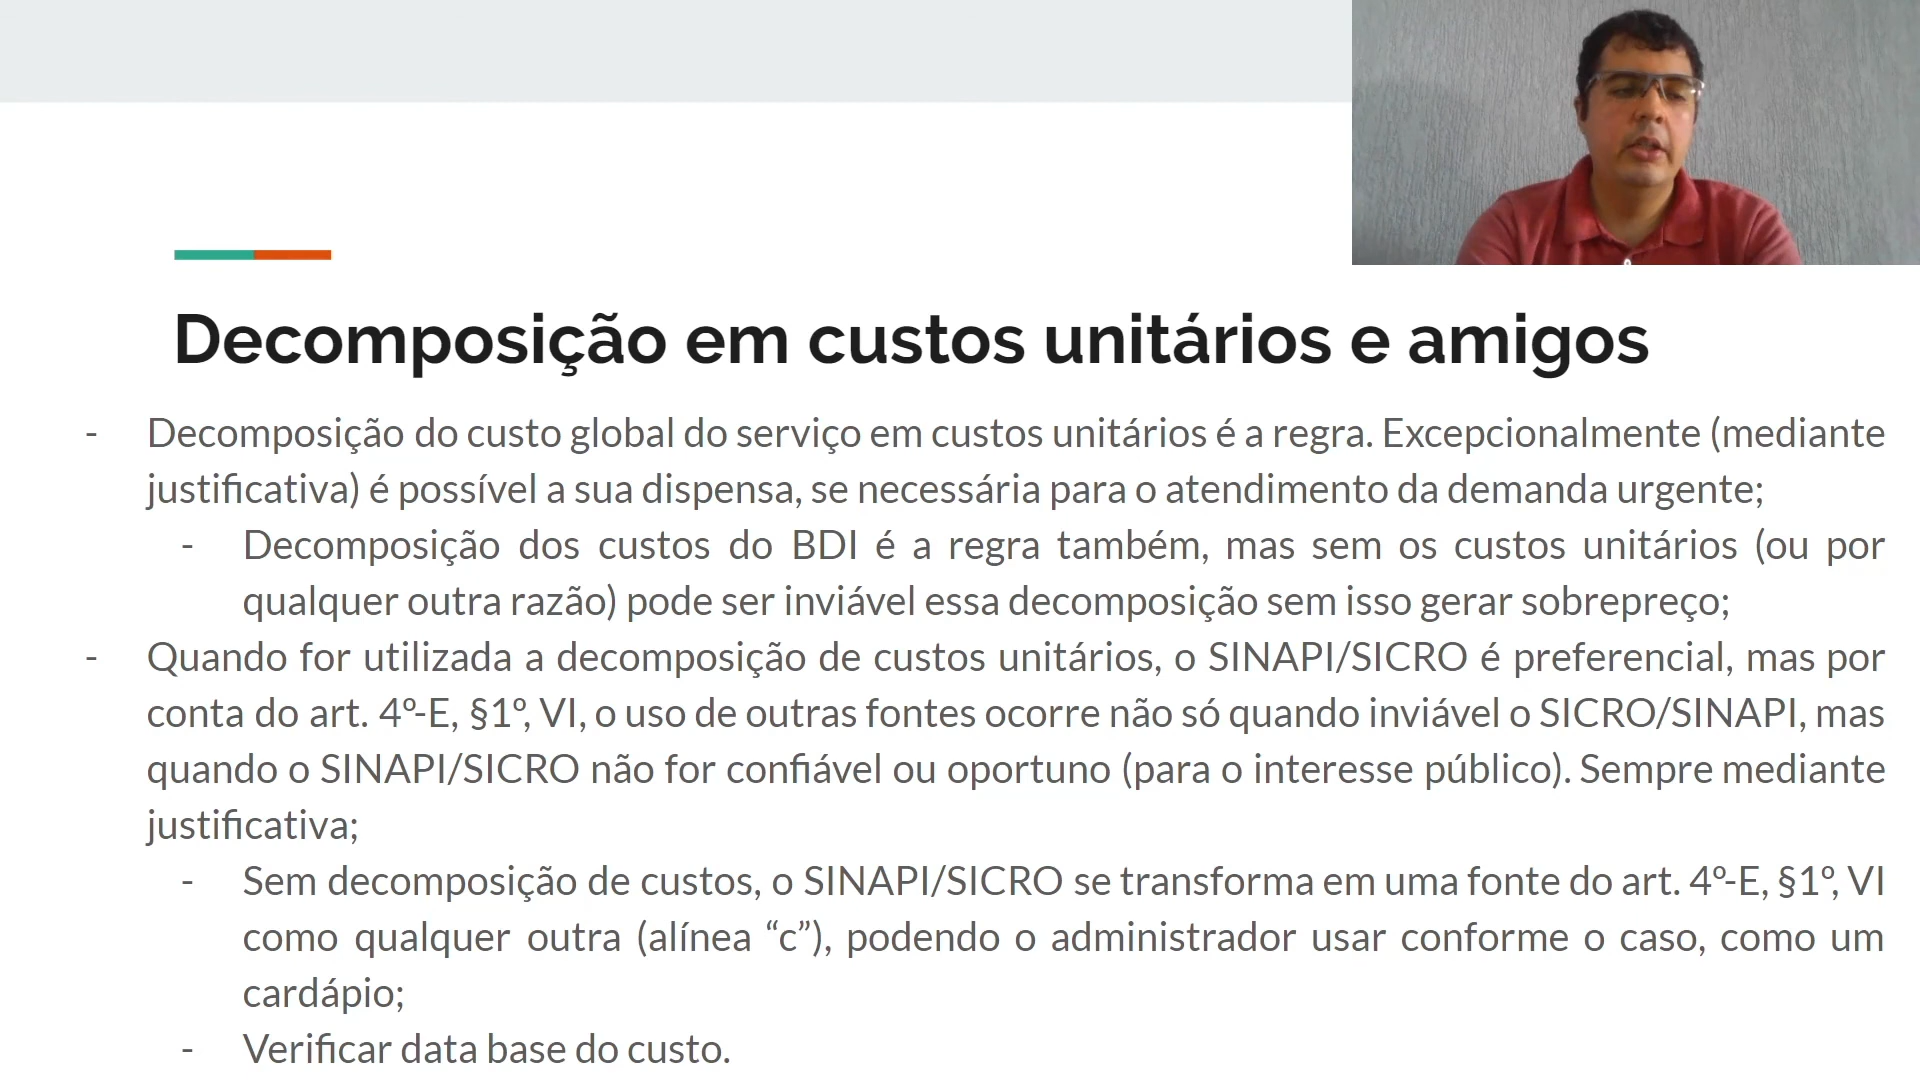 Decomposição em custos unitários e amigos
- Decomposição do custo global do serviço em custos unitários é a regra. Excepcionalmente (mediante
justificativa) é possível a sua dispensa, se necessária para o atendimento da demanda urgente;
- Decomposição dos custos do BDI é a regra também, mas sem os custos unitários (ou por
qualquer outra razão) pode ser inviável essa decomposição sem isso gerar sobrepreço;
- Quando for utilizada a decomposição de custos unitários, o SINAPI/SICRO é preferencial, mas por
conta do art. 4º-E, §1º, VI, o uso de outras fontes ocorre não só quando inviável o SICRO/SINAPI, mas
quando o SINAPI/SICRO não for confiável ou oportuno (para o interesse público). Sempre mediante
justificativa;
- Sem decomposição de custos, o SINAPI/SICRO se transforma em uma fonte do art. 4º-E, §1º, VI
como qualquer outra (alínea “c”), podendo o administrador usar conforme o caso, como um
cardápio;
- Verificar data base do custo.